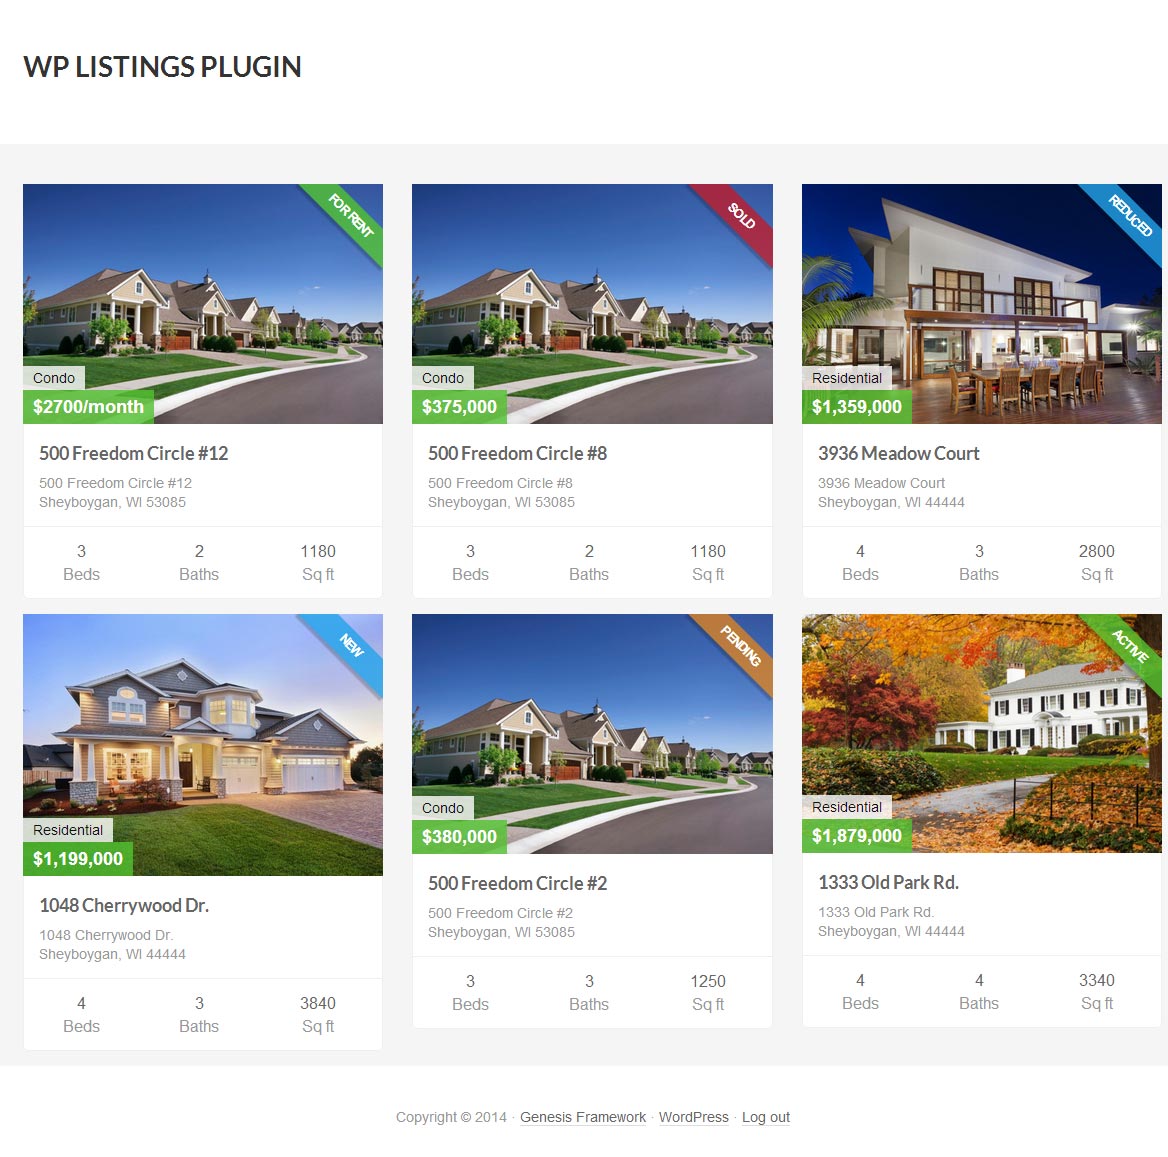 WP LISTINGS PLUGIN
FOR RENT
Condo
$2700/month
500 Freedom Circle #12
500 Freedom Circle #12
Sheyboygan, WI 53085
3 2 1180
Beds Baths Sq ft
SOLD
Condo
$375,000
500 Freedom Circle #8
500 Freedom Circle #8
Sheyboygan, WI 53085
3 2 1180
Beds Baths Sq ft
REDUCED
Residential
$1,359,000
3936 Meadow Court
3936 Meadow Court
Sheyboygan, WI 44444
4 3 2800
Beds Baths Sq ft
NEW
Residential
$1,199,000
1048 Cherrywood Dr.
1048 Cherrywood Dr.
Sheyboygan, WI 44444
4 3 3840
Beds Baths Sq ft
PENDING
Condo
$380,000
500 Freedom Circle #2
500 Freedom Circle #2
Sheyboygan, WI 53085
3 3 1250
Beds Baths Sq ft
ACTIVE
Residential
$1,879,000
1333 Old Park Rd.
1333 Old Park Rd.
Sheyboygan, WI 44444
4 4 3340
Beds Baths Sq ft
Copyright © 2014 · Genesis Framework · WordPress · Log out